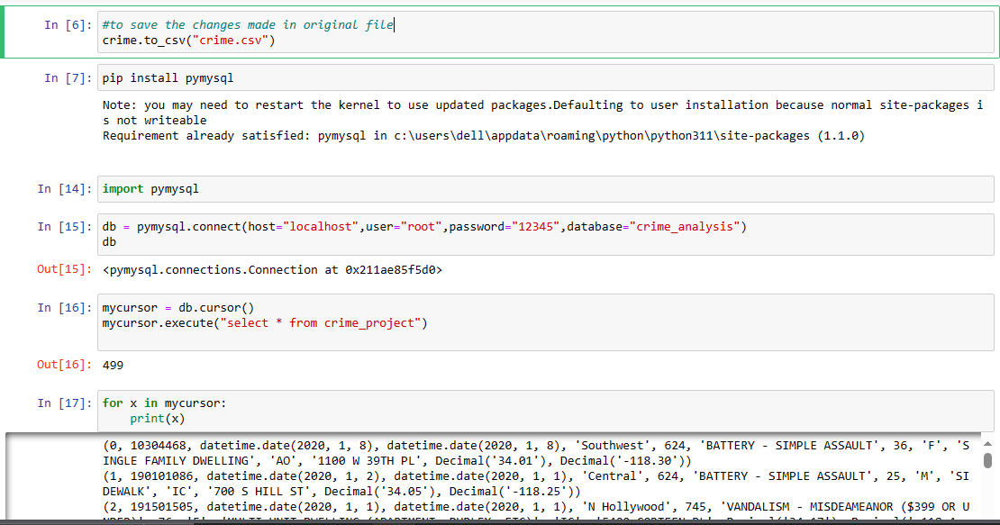 In [6]: #to save the changes made in original file
crime.to_csv("crime.csv")
In [7]: pip install pymysql
Note: you may need to restart the kernel to use updated packages.Defaulting to user installation because normal site-packages i
s not writeable
Requirement already satisfied: pymysql in c:\users\dell\appdata\roaming\python\python311\site-packages (1.1.0)
In [14]: import pymysql
In [15]: db = pymysql.connect(host="localhost",user="root",password="12345",database="crime_analysis")
db
Out[15]: <pymysql.connections.Connection at 0x211ae85f5d0>
In [16]: mycursor = db.cursor()
mycursor.execute("select * from crime_project")
Out[16]: 499
In [17]: for x in mycursor:
print(x)
(0, 10304468, datetime.date(2020, 1, 8), datetime.date(2020, 1, 8), 'Southwest', 624, 'BATTERY - SIMPLE ASSAULT', 36, 'F', 'S
INGLE FAMILY DWELLING', 'AO', '1100 W 39TH PL', Decimal('34.01'), Decimal('-118.30'))
(1, 190101086, datetime.date(2020, 1, 2), datetime.date(2020, 1, 1), 'Central', 624, 'BATTERY - SIMPLE ASSAULT', 25, 'M', 'SI
DEWALK', 'IC', '700 S HILL ST', Decimal('34.05'), Decimal('-118.25'))
(2, 191501505, datetime.date(2020, 1, 1), datetime.date(2020, 1, 1), 'N Hollywood', 745, 'VANDALISM - MISDEAMEANOR ($399 OR U